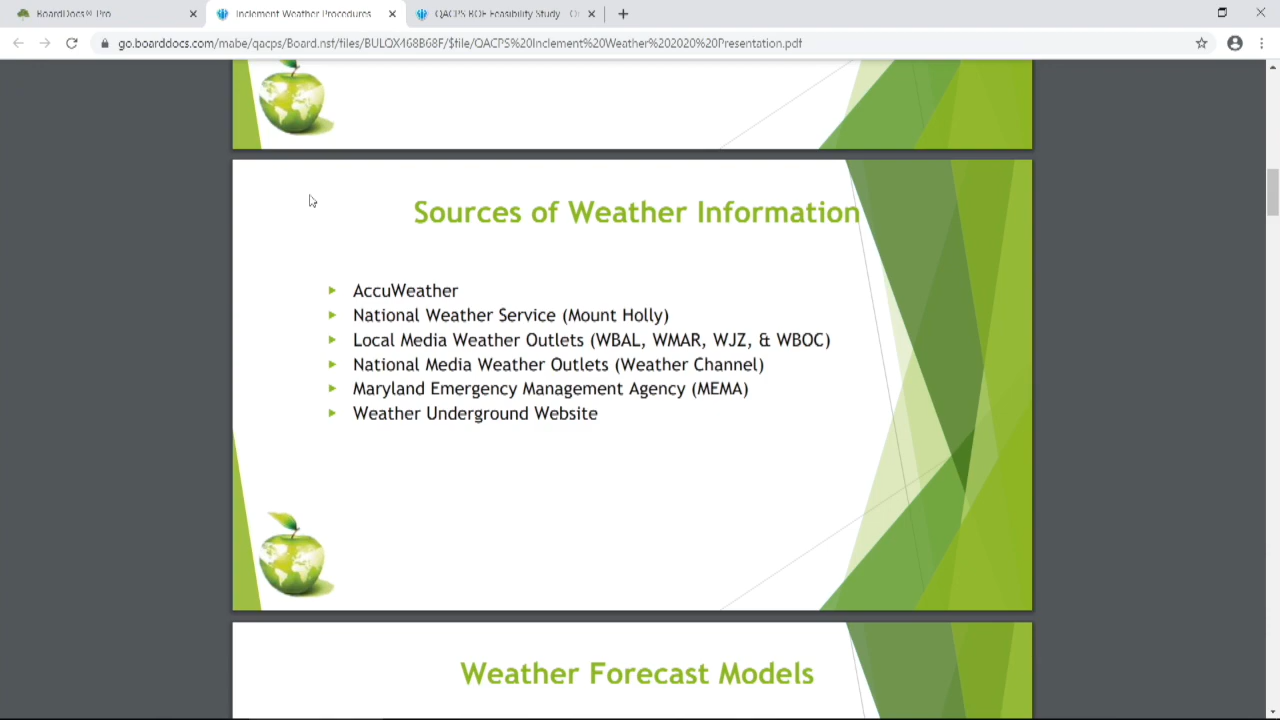 BoardDocs® Pro
Inclement Weather Procedures
QACPS BOE Feasibility Study
go.boarddocs.com/mabe/qacps/Board.nsf/files/BULQX468B68F/$file/QACPS%20Inclement%20Weather%202020%20Presentation.pdf
Sources of Weather Information
AccuWeather
National Weather Service (Mount Holly)
Local Media Weather Outlets (WBAL, WMAR, WJZ, & WBOC)
National Media Weather Outlets (Weather Channel)
Maryland Emergency Management Agency (MEMA)
Weather Underground Website
Weather Forecast Models